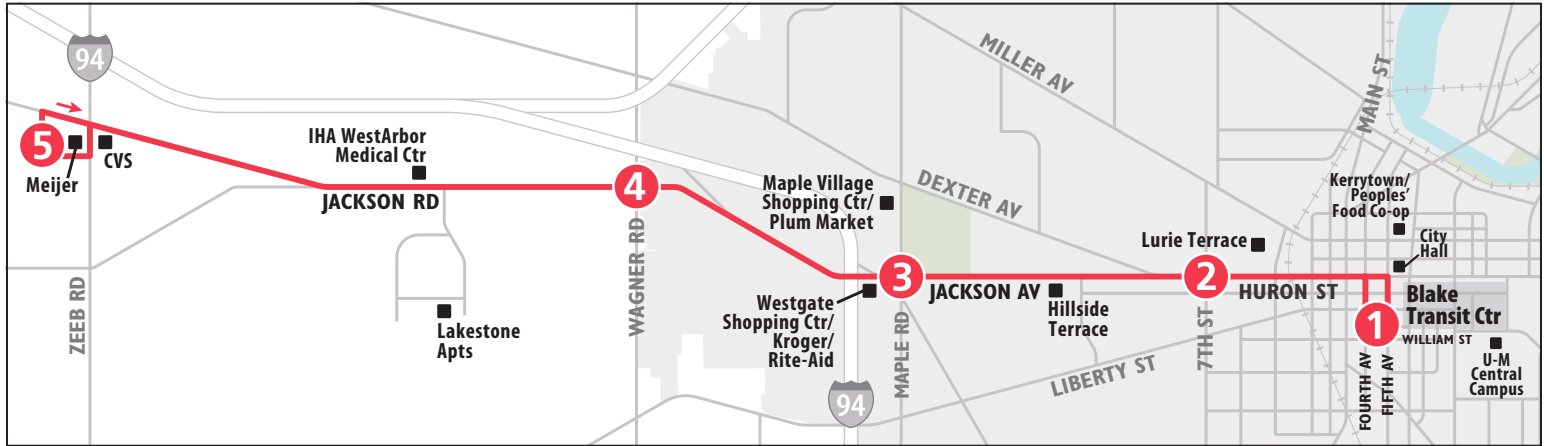 94
5
Meijer
CVS
ZEEB RD
IHA WestArbor
Medical Ctr
JACKSON RD
Lakestone
Apts
4
WAGNER RD
Maple Village
Shopping Ctr/
Plum Market
3
Westgate
Shopping Ctr/
Kroger/
Rite-Aid
94
MAPLE RD
JACKSON AV
Hillside
Terrace
DEXTER AV
MILLER AV
LIBERTY ST
Lurie Terrace
2
7TH ST
HURON ST
MAIN ST
Kerrytown/
Peoples'
Food Co-op
City
Hall
1
Blake
Transit Ctr
WILLIAM ST
FOURTH AV
FIFTH AV
U-M
Central
Campus